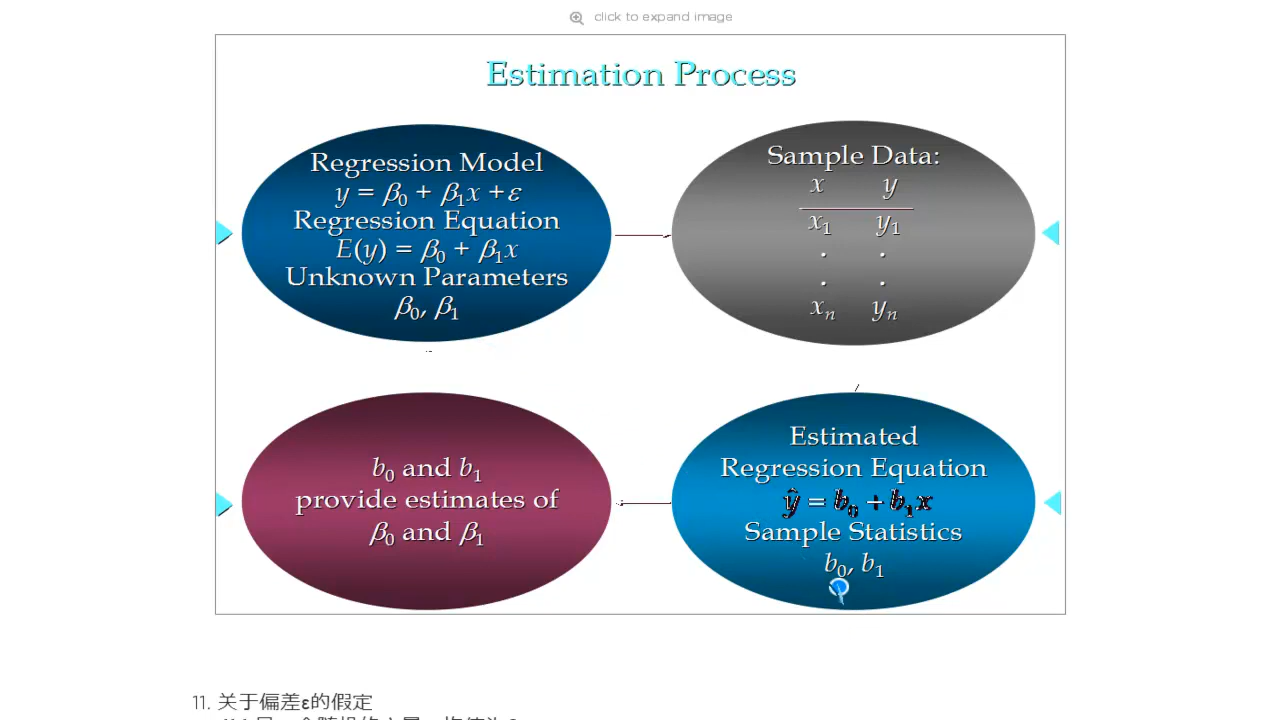 click to expand image
Estimation Process
Regression Model
y = β₀ + β₁x + ε
Regression Equation
E(y) = β₀ + β₁x
Unknown Parameters
β₀, β₁
Sample Data:
x y
x₁ y₁
. .
. .
xₙ yₙ
b₀ and b₁
provide estimates of
β₀ and β₁
Estimated
Regression Equation
ŷ = b₀ + b₁x
Sample Statistics
b₀, b₁
11. 关于偏差ε的假定